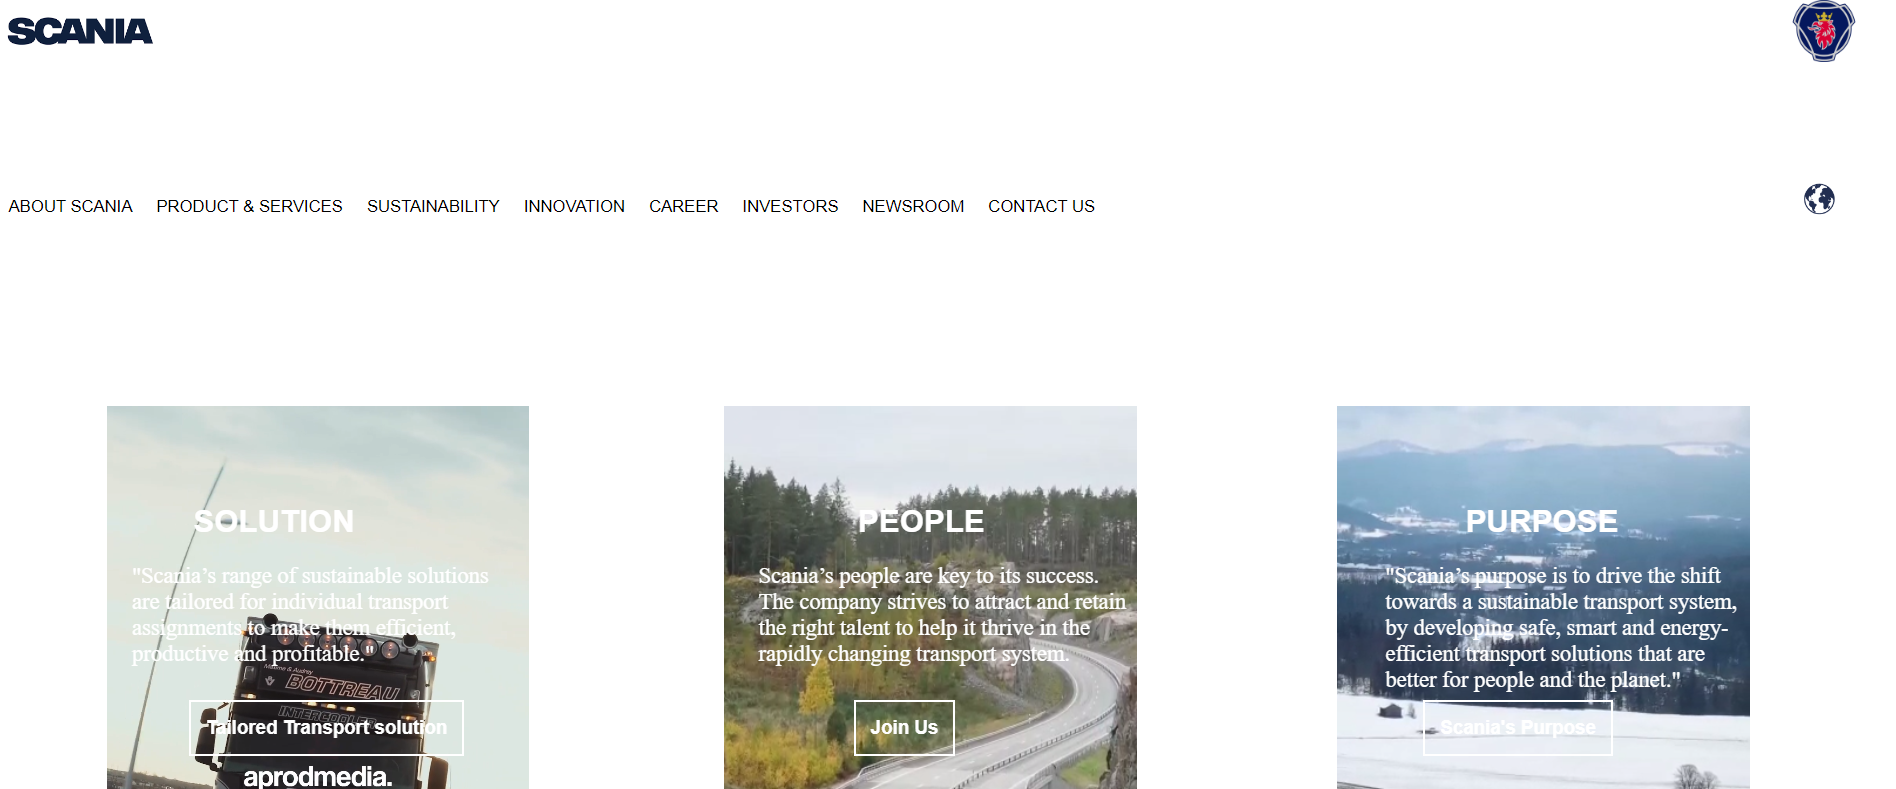 SCANIA
ABOUT SCANIA PRODUCT & SERVICES SUSTAINABILITY INNOVATION CAREER INVESTORS NEWSROOM CONTACT US
SOLUTION
"Scania’s range of sustainable solutions
are tailored for individual transport
assignments to make them efficient,
productive and profitable."
Maxime & Audrey
BOTTREAU
INTERCOOLER
Tailored Transport solution
aprodmedia.
PEOPLE
Scania’s people are key to its success.
The company strives to attract and retain
the right talent to help it thrive in the
rapidly changing transport system.
Join Us
PURPOSE
"Scania’s purpose is to drive the shift
towards a sustainable transport system,
by developing safe, smart and energy-
efficient transport solutions that are
better for people and the planet."
Scania's Purpose